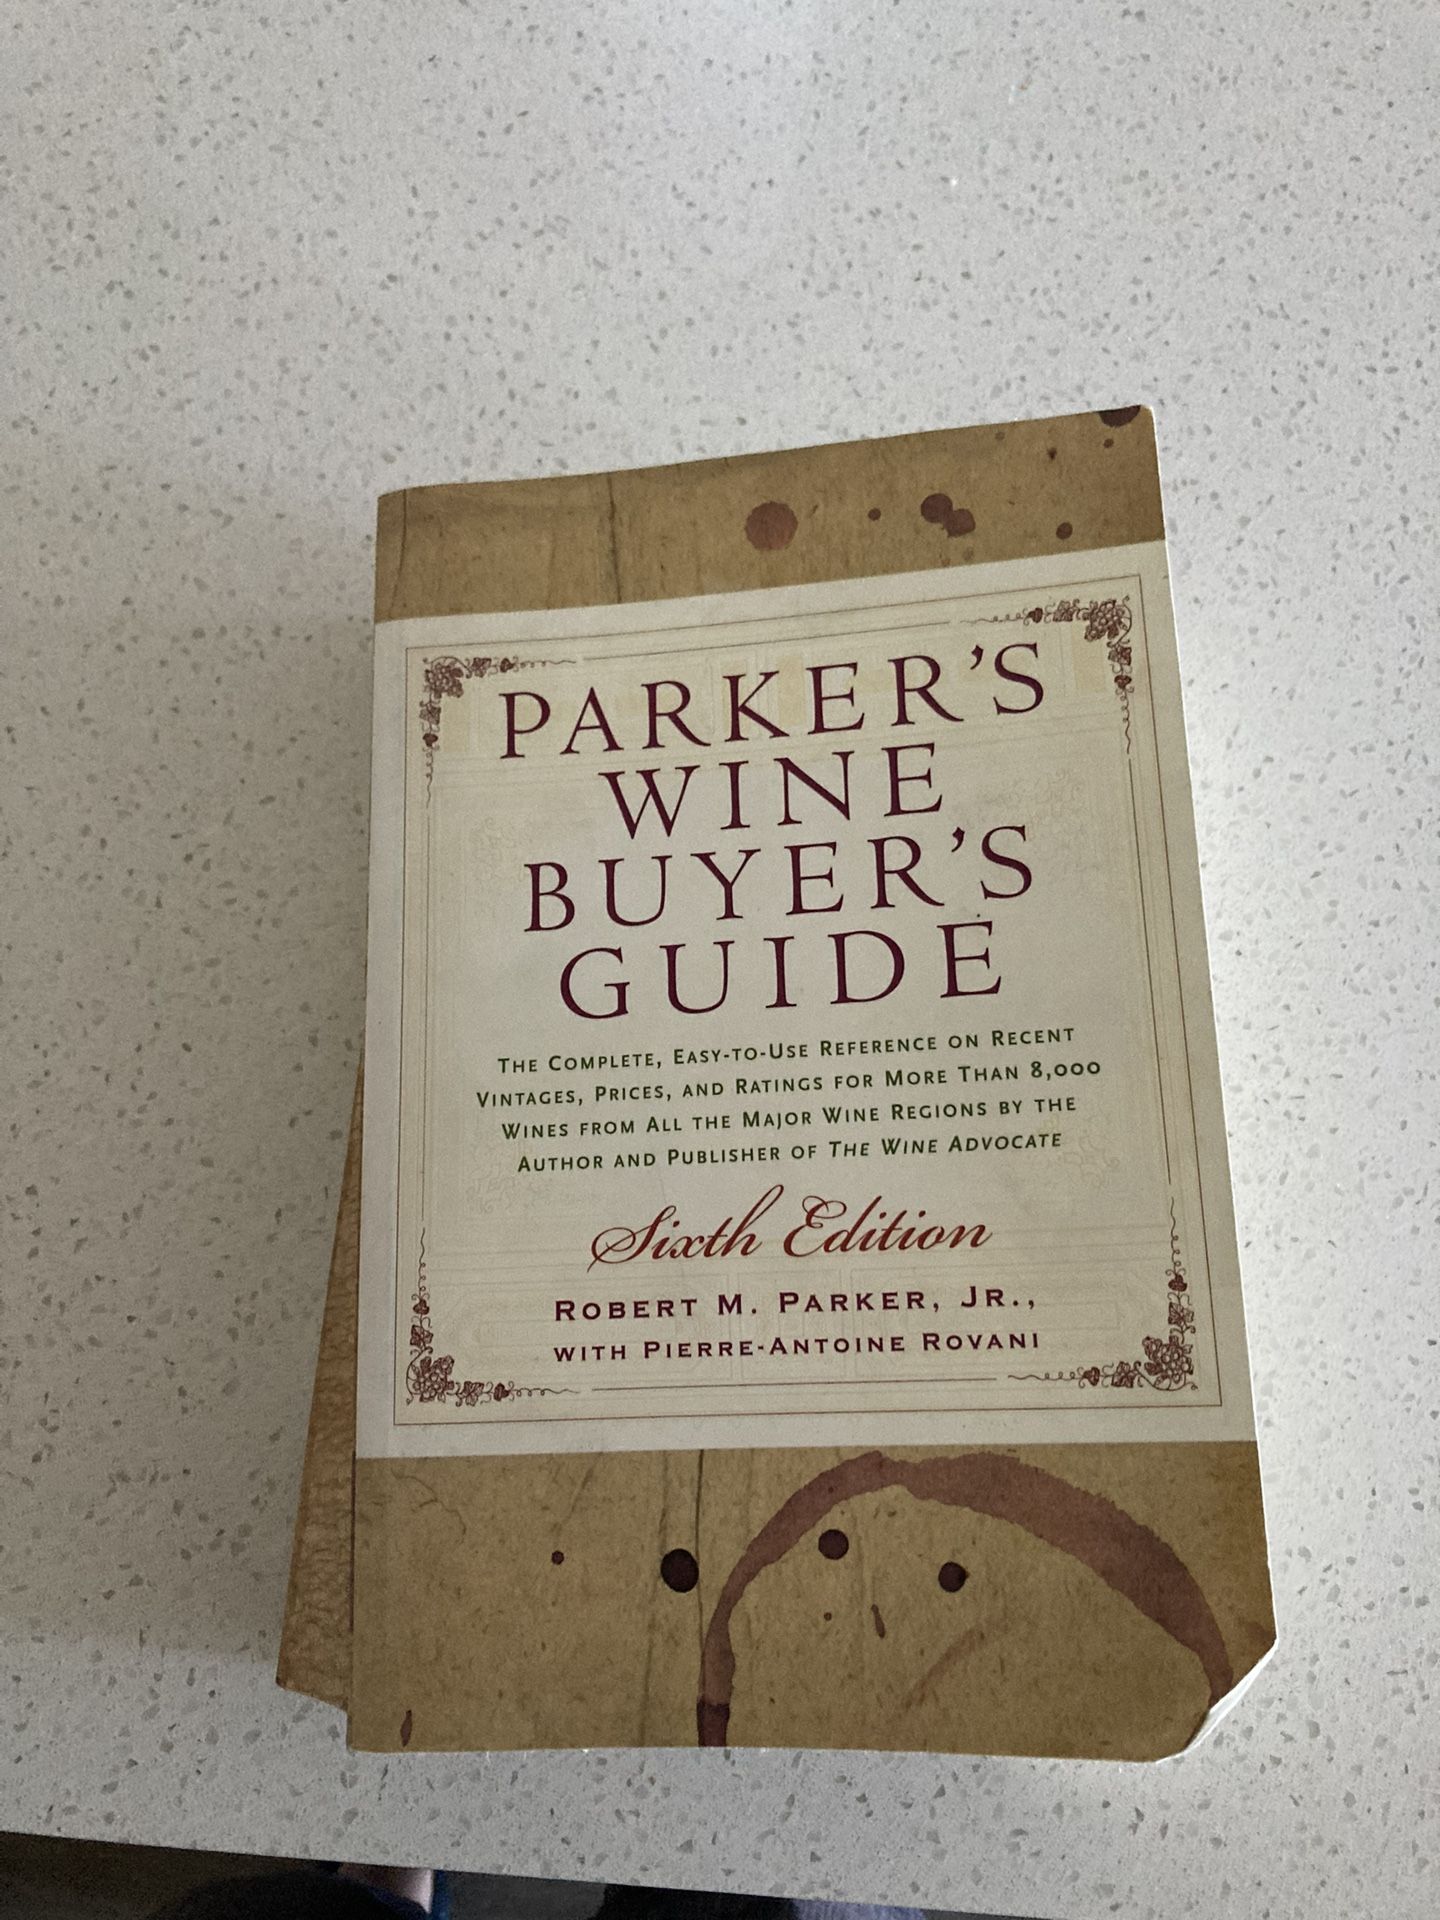 PARKER'S
WINE
BUYER'S
GUIDE
THE COMPLETE, EASY-TO-USE REFERENCE ON RECENT
VINTAGES, PRICES, AND RATINGS FOR MORE THAN 8,000
WINES FROM ALL THE MAJOR WINE REGIONS BY THE
AUTHOR AND PUBLISHER OF THE WINE ADVOCATE
Sixth Edition
ROBERT M. PARKER, JR.,
WITH PIERRE-ANTOINE ROVANI